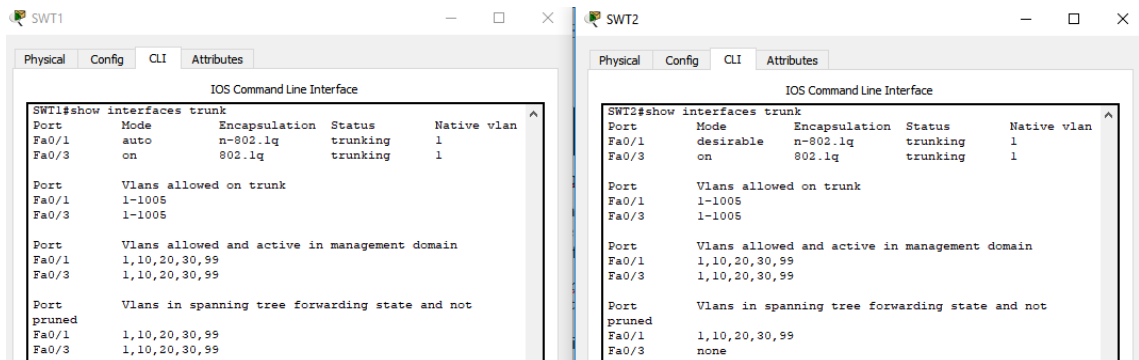 SWT1
Physical Config CLI Attributes
IOS Command Line Interface
SWT1#show interfaces trunk
Port Mode Encapsulation Status Native vlan
Fa0/1 auto n-802.1q trunking 1
Fa0/3 on 802.1q trunking 1
Port Vlans allowed on trunk
Fa0/1 1-1005
Fa0/3 1-1005
Port Vlans allowed and active in management domain
Fa0/1 1,10,20,30,99
Fa0/3 1,10,20,30,99
Port Vlans in spanning tree forwarding state and not
pruned
Fa0/1 1,10,20,30,99
Fa0/3 1,10,20,30,99
SWT2
Physical Config CLI Attributes
IOS Command Line Interface
SWT2#show interfaces trunk
Port Mode Encapsulation Status Native vlan
Fa0/1 desirable n-802.1q trunking 1
Fa0/3 on 802.1q trunking 1
Port Vlans allowed on trunk
Fa0/1 1-1005
Fa0/3 1-1005
Port Vlans allowed and active in management domain
Fa0/1 1,10,20,30,99
Fa0/3 1,10,20,30,99
Port Vlans in spanning tree forwarding state and not
pruned
Fa0/1 1,10,20,30,99
Fa0/3 none